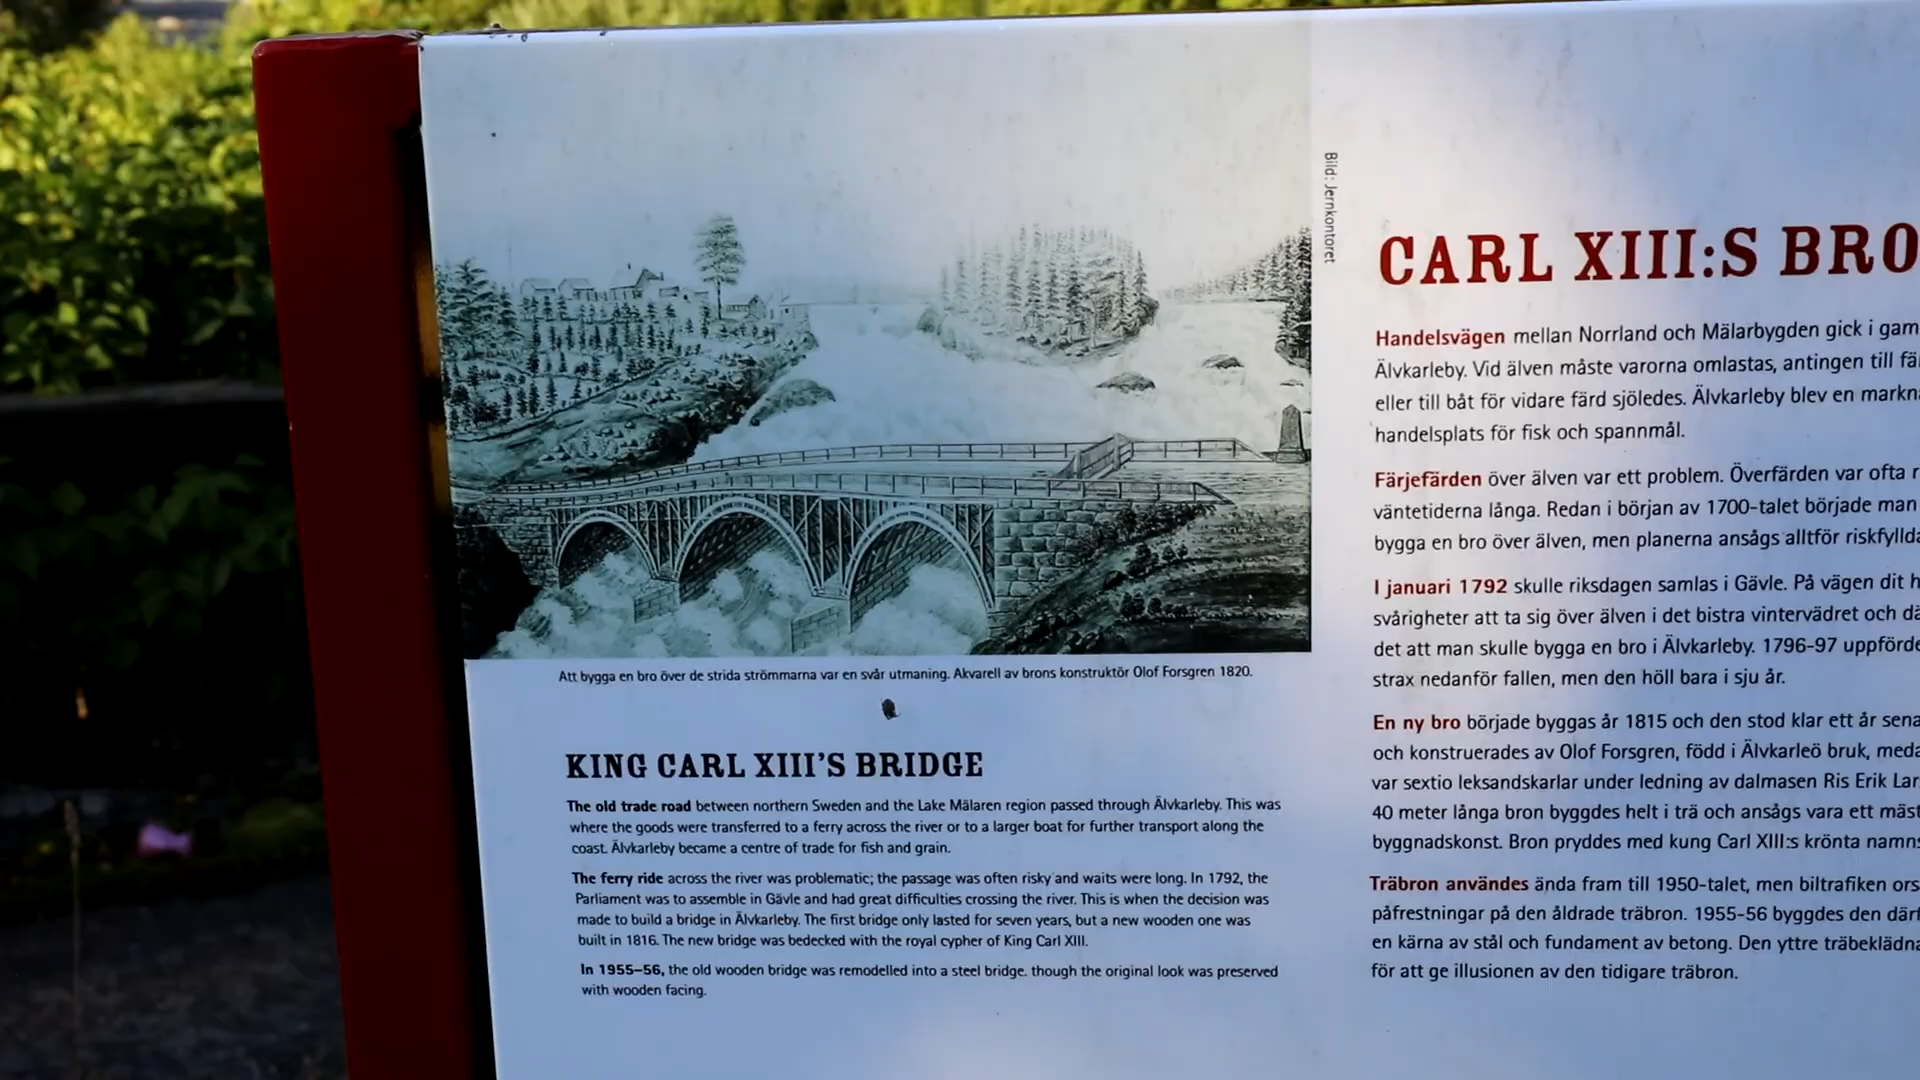 Bild: Jernkontoret
Att bygga en bro över de strida strömmarna var en svår utmaning. Akvarell av brons konstruktör Olof Forsgren 1820.
KING CARL XIII'S BRIDGE
The old trade road between northern Sweden and the Lake Mälaren region passed through Älvkarleby. This was
where the goods were transferred to a ferry across the river or to a larger boat for further transport along the
coast. Älvkarleby became a centre of trade for fish and grain.
The ferry ride across the river was problematic; the passage was often risky and waits were long. In 1792, the
Parliament was to assemble in Gävle and had great difficulties crossing the river. This is when the decision was
made to build a bridge in Älvkarleby. The first bridge only lasted for seven years, but a new wooden one was
built in 1816. The new bridge was bedecked with the royal cypher of King Carl XIII.
In 1955–56, the old wooden bridge was remodelled into a steel bridge. though the original look was preserved
with wooden facing.
CARL XIII:S BRO
Handelsvägen mellan Norrland och Mälarbygden gick i gam
Älvkarleby. Vid älven måste varorna omlastas, antingen till fä
eller till båt för vidare färd sjöledes. Älvkarleby blev en markn
handelsplats för fisk och spannmål.
Färjefärden över älven var ett problem. Överfärden var ofta r
väntetiderna långa. Redan i början av 1700-talet började man
bygga en bro över älven, men planerna ansågs alltför riskfylld
I januari 1792 skulle riksdagen samlas i Gävle. På vägen dit h
svårigheter att ta sig över älven i det bistra vintervädret och dä
det att man skulle bygga en bro i Älvkarleby. 1796-97 uppförde
strax nedanför fallen, men den höll bara i sju år.
En ny bro började byggas år 1815 och den stod klar ett år sena
och konstruerades av Olof Forsgren, född i Älvkarleö bruk, meda
var sextio leksandskarlar under ledning av dalmasen Ris Erik Lar
40 meter långa bron byggdes helt i trä och ansågs vara ett mäst
byggnadskonst. Bron pryddes med kung Carl XIII:s krönta namns
Träbron användes ända fram till 1950-talet, men biltrafiken ors
påfrestningar på den åldrade träbron. 1955-56 byggdes den därf
en kärna av stål och fundament av betong. Den yttre träbeklädna
för att ge illusionen av den tidigare träbron.